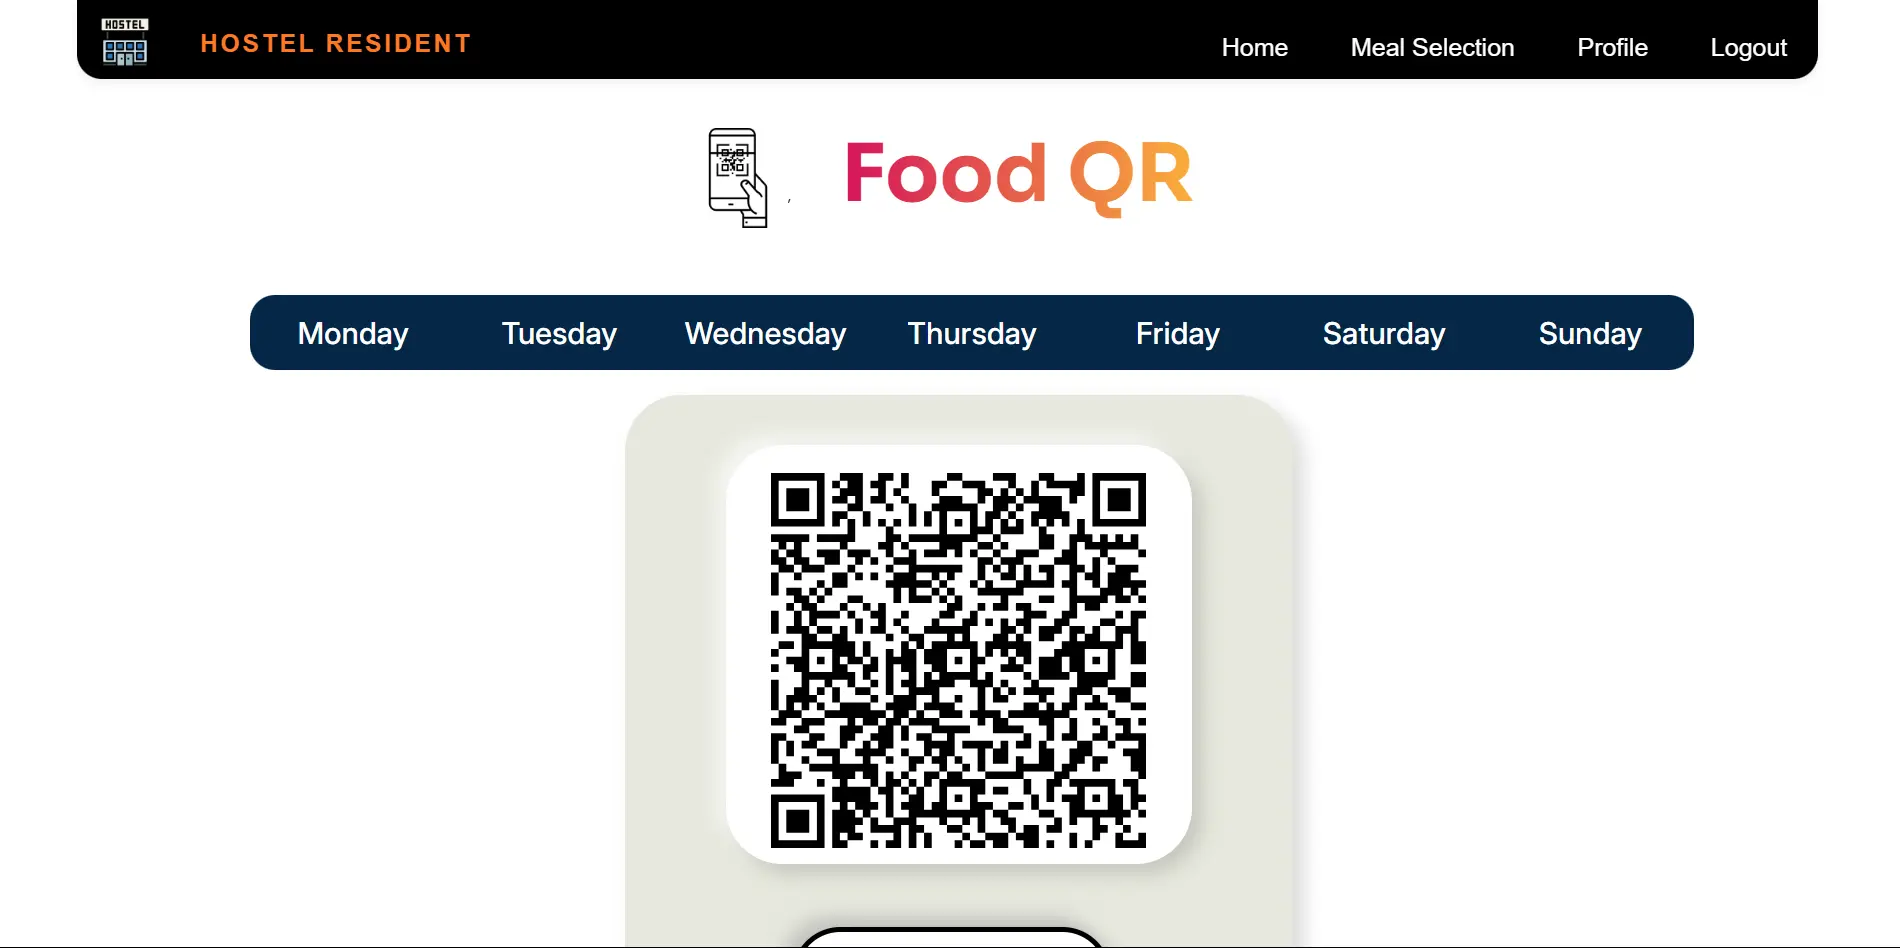 HOSTEL
HOSTEL RESIDENT
Home Meal Selection Profile Logout
, Food QR
Monday Tuesday Wednesday Thursday Friday Saturday Sunday